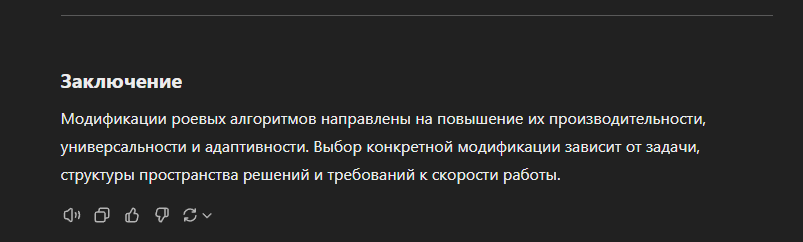 Заключение
Модификации роевых алгоритмов направлены на повышение их производительности,
универсальности и адаптивности. Выбор конкретной модификации зависит от задачи,
структуры пространства решений и требований к скорости работы.